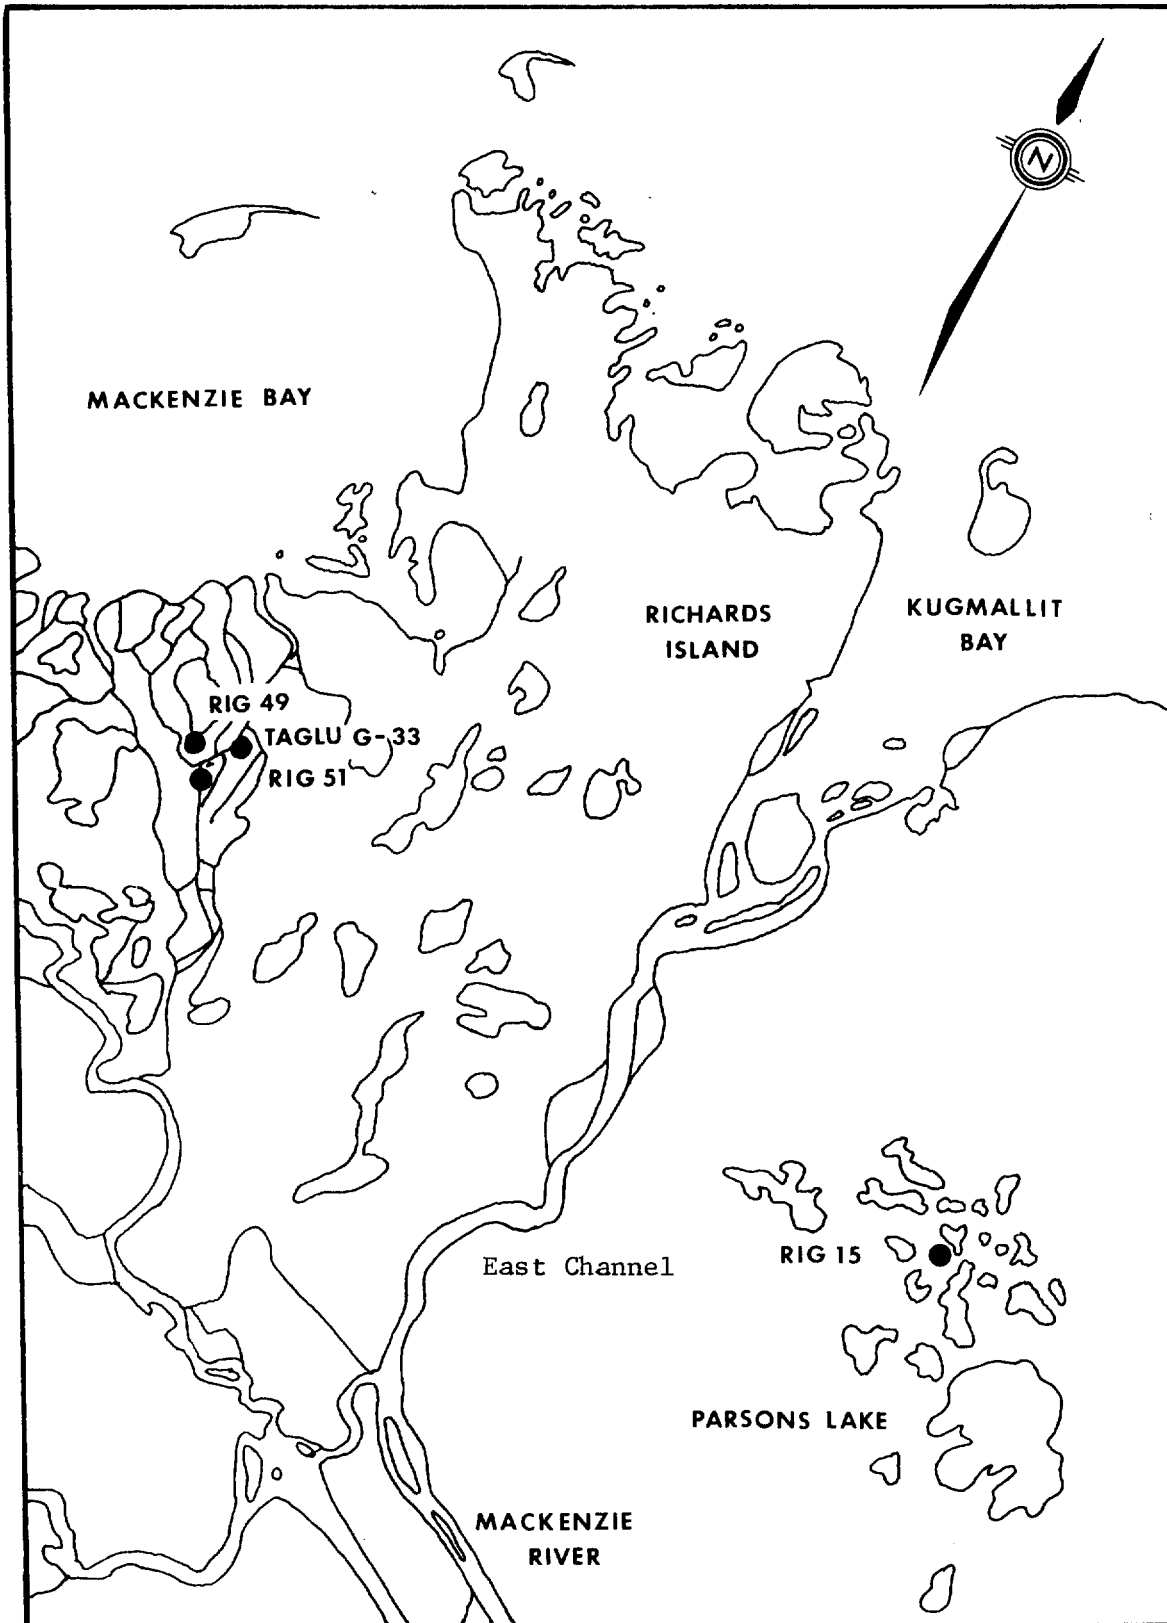 N
MACKENZIE BAY
RICHARDS
ISLAND
KUGMALLIT
BAY
RIG 49
TAGLU G-33
RIG 51
East Channel
RIG 15
PARSONS LAKE
MACKENZIE
RIVER